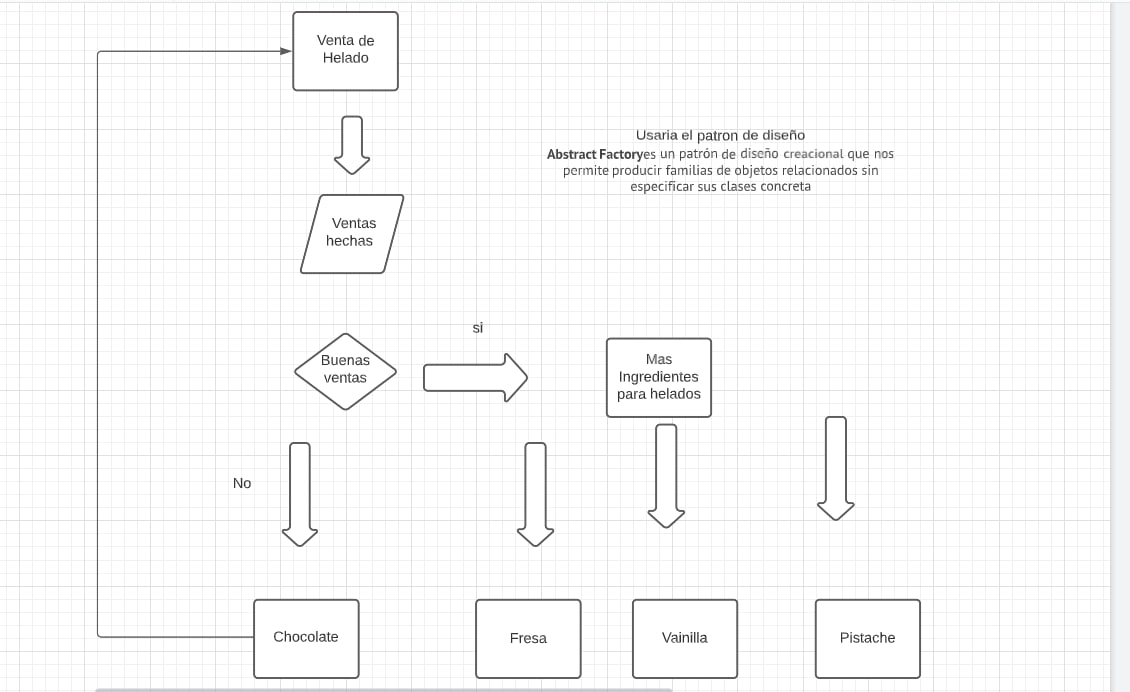 Venta de
Helado
Usaria el patron de diseño
Abstract Factoryes un patrón de diseño creacional que nos
permite producir familias de objetos relacionados sin
especificar sus clases concreta
Ventas
hechas
si
Buenas
ventas
Mas
Ingredientes
para helados
No
Chocolate
Fresa
Vainilla
Pistache